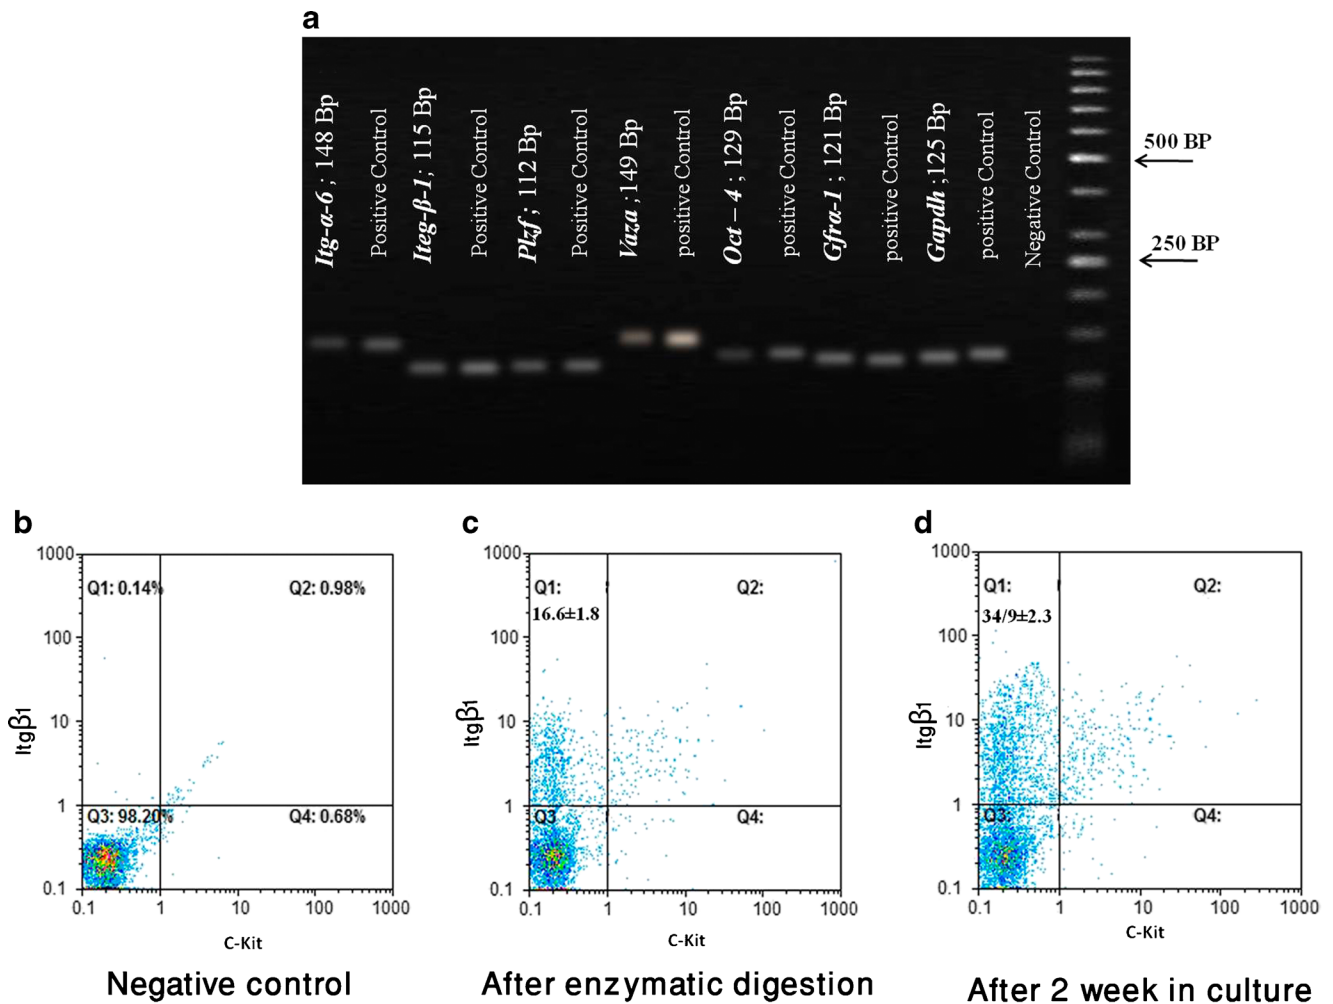 a
Itg-α-6 ; 148 Bp
Positive Control
Iteg-β-1; 115 Bp
Positive Control
Plzf ; 112 Bp
Positive Control
Vaza ;149 Bp
positive Control
Oct – 4 ; 129 Bp
positive Control
Gfra-1 ; 121 Bp
positive Control
Gapdh ;125 Bp
positive Control
Negative Control
500 BP
250 BP
b
1000
100
10
1
0.1
Itgβ1
Q1: 0.14%
Q2: 0.98%
Q3: 98.20%
Q4: 0.68%
0.1 1 10 100 1000
C-Kit
Negative control
c
1000
100
10
1
0.1
Itgβ1
Q1:
16.6±1.8
Q2:
Q3
Q4:
0.1 1 10 100 1000
C-Kit
After enzymatic digestion
d
1000
100
10
1
0.1
Itgβ1
Q1:
34/9±2.3
Q2:
Q3:
Q4:
0.1 1 10 100 1000
C-Kit
After 2 week in culture